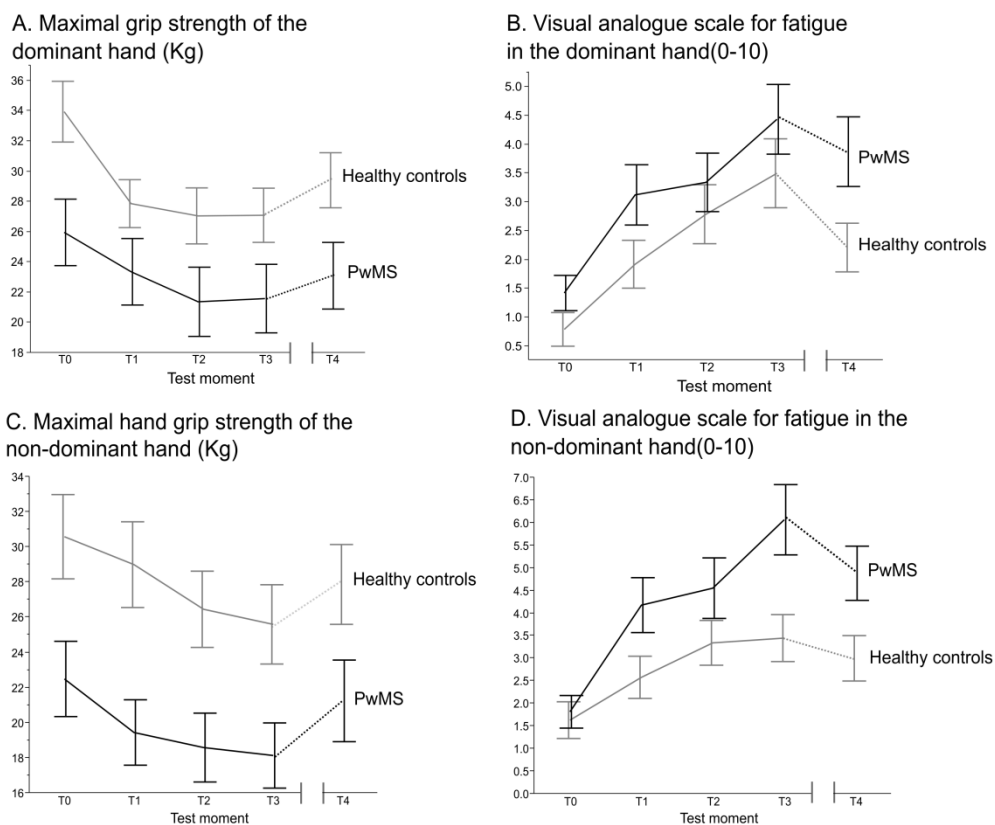 A. Maximal grip strength of the
dominant hand (Kg)
36
34
32
30
28
26
24
22
20
18
Healthy controls
PwMS
T0 T1 T2 T3 T4
Test moment
B. Visual analogue scale for fatigue
in the dominant hand(0-10)
5.0
4.5
4.0
3.5
3.0
2.5
2.0
1.5
1.0
0.5
PwMS
Healthy controls
T0 T1 T2 T3 T4
Test moment
C. Maximal hand grip strength of the
non-dominant hand (Kg)
34
32
30
28
26
24
22
20
18
16
Healthy controls
PwMS
T0 T1 T2 T3 T4
Test moment
D. Visual analogue scale for fatigue in the
non-dominant hand(0-10)
7.0
6.5
6.0
5.5
5.0
4.5
4.0
3.5
3.0
2.5
2.0
1.5
1.0
0.5
0.0
PwMS
Healthy controls
T0 T1 T2 T3 T4
Test moment